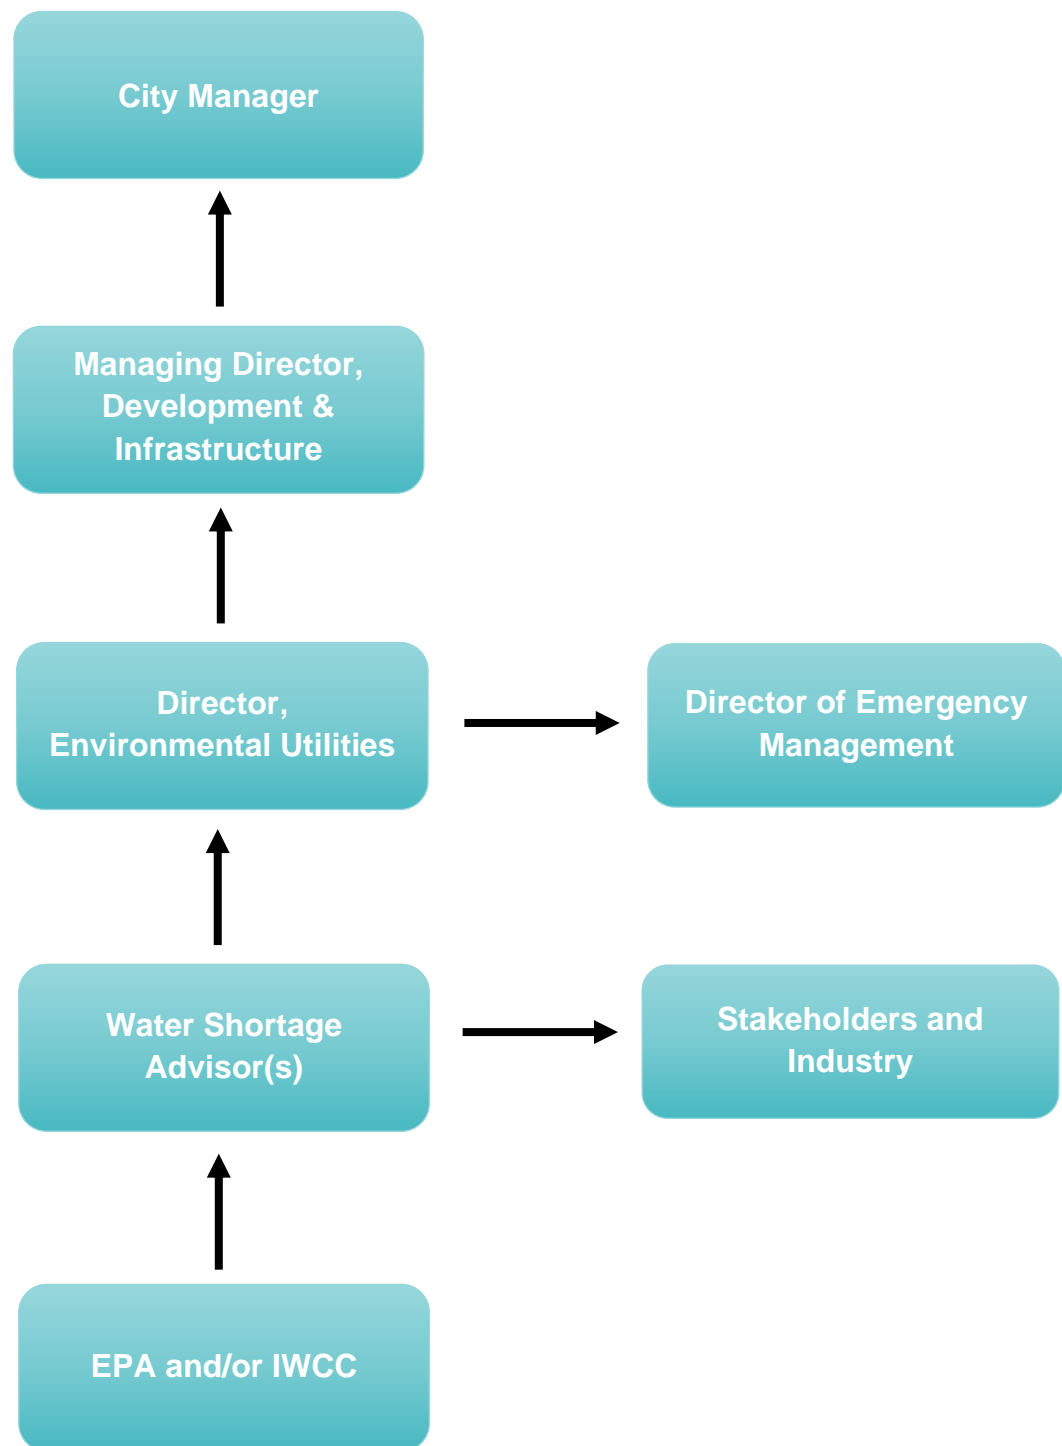 City Manager
Managing Director,
Development &
Infrastructure
Director,
Environmental Utilities
Director of Emergency
Management
Water Shortage
Advisor(s)
Stakeholders and
Industry
EPA and/or IWCC